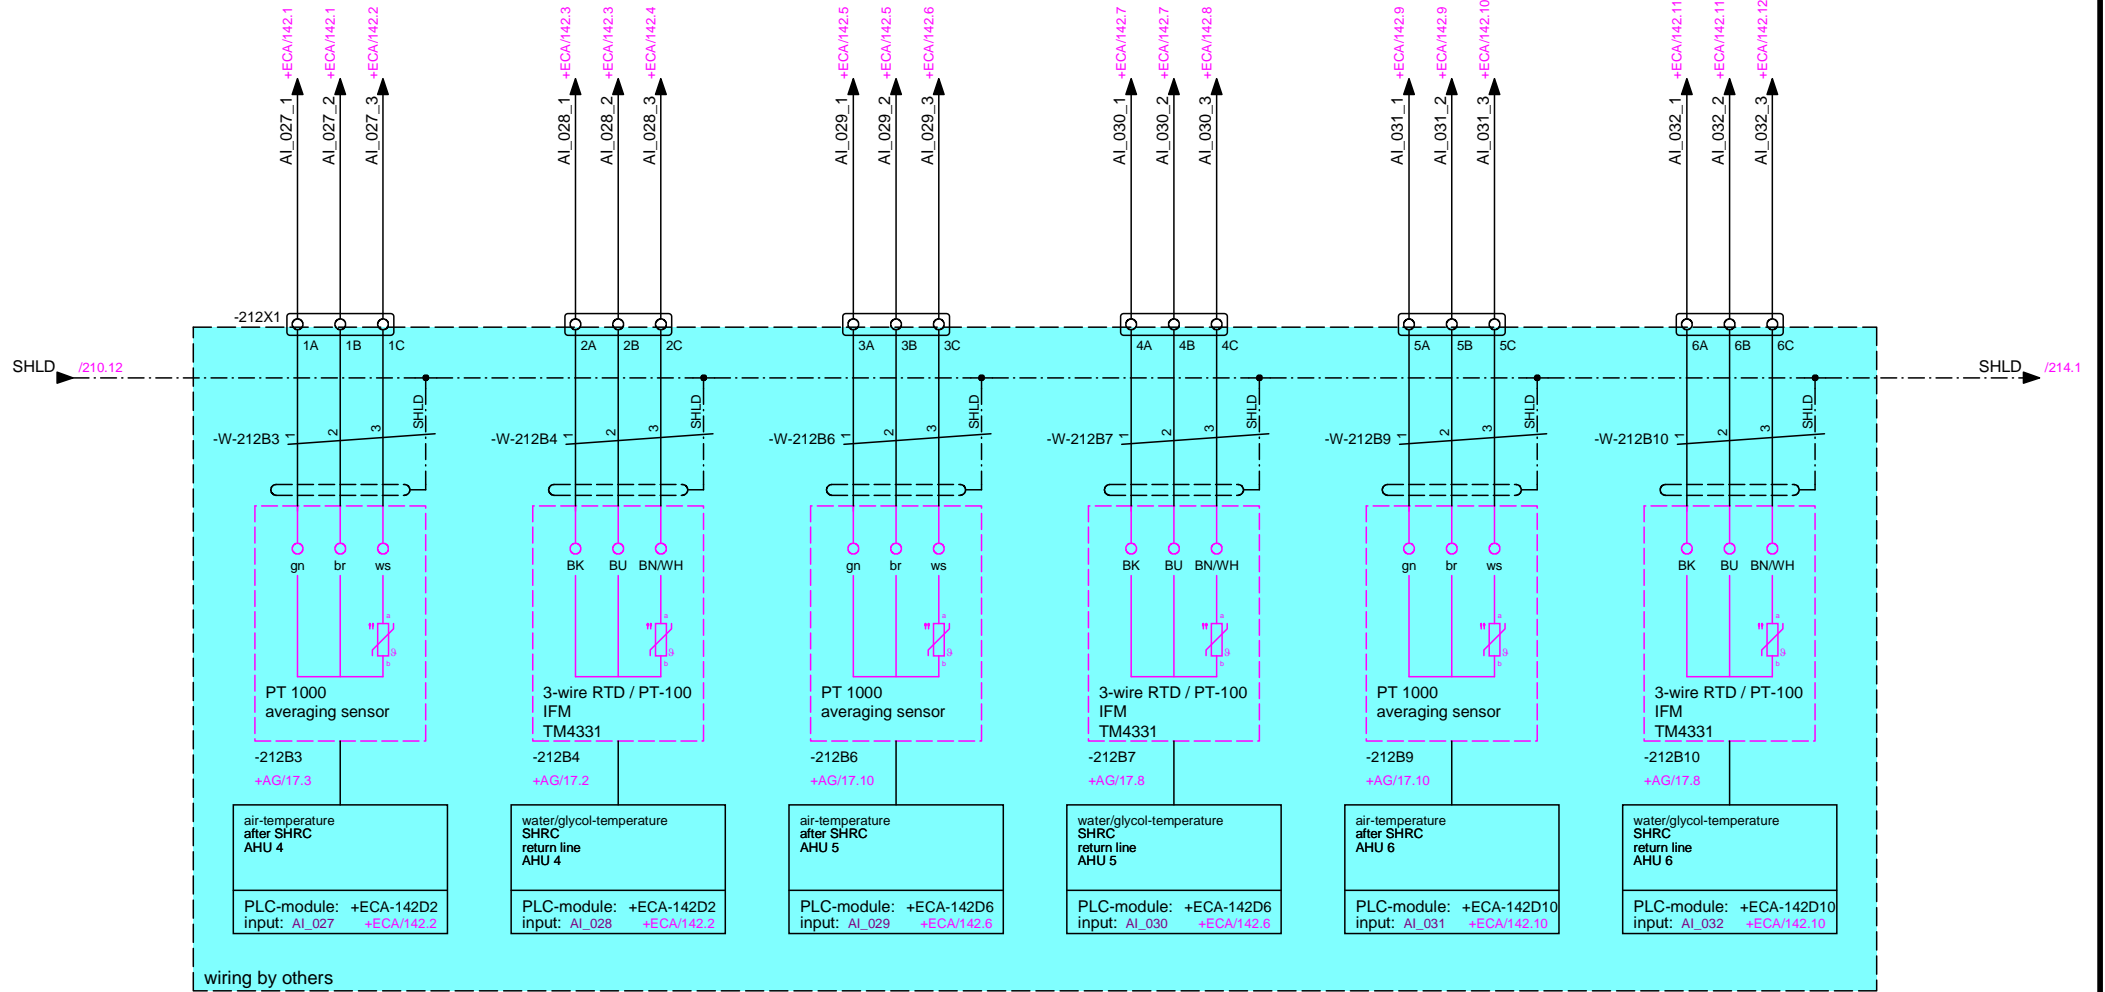 +ECA/142.1 +ECA/142.1 +ECA/142.2 +ECA/142.3 +ECA/142.3 +ECA/142.4 +ECA/142.5 +ECA/142.5 +ECA/142.6 +ECA/142.7 +ECA/142.7 +ECA/142.8 +ECA/142.9 +ECA/142.9 +ECA/142.10 +ECA/142.11 +ECA/142.11 +ECA/142.12
AI_027_1 AI_027_2 AI_027_3 AI_028_1 AI_028_2 AI_028_3 AI_029_1 AI_029_2 AI_029_3 AI_030_1 AI_030_2 AI_030_3 AI_031_1 AI_031_2 AI_031_3 AI_032_1 AI_032_2 AI_032_3
-212X1
1A 1B 1C 2A 2B 2C 3A 3B 3C 4A 4B 4C 5A 5B 5C 6A 6B 6C
SHLD /210.12 SHLD /214.1
SHLD SHLD SHLD SHLD SHLD SHLD
-W-212B3 1 2 3 -W-212B4 1 2 3 -W-212B6 1 2 3 -W-212B7 1 2 3 -W-212B9 1 2 3 -W-212B10 1 2 3
gn br ws BK BU BN/WH gn br ws BK BU BN/WH gn br ws BK BU BN/WH
a a a a a a
ϑ ϑ ϑ ϑ ϑ ϑ
b b b b b b
PT 1000 3-wire RTD / PT-100 PT 1000 3-wire RTD / PT-100 PT 1000 3-wire RTD / PT-100
averaging sensor IFM averaging sensor IFM averaging sensor IFM
TM4331 TM4331 TM4331
-212B3 -212B4 -212B6 -212B7 -212B9 -212B10
+AG/17.3 +AG/17.2 +AG/17.10 +AG/17.8 +AG/17.10 +AG/17.8
air-temperature water/glycol-temperature air-temperature water/glycol-temperature air-temperature water/glycol-temperature
after SHRC SHRC after SHRC SHRC after SHRC SHRC
AHU 4 return line AHU 5 return line AHU 6 return line
AHU 4 AHU 5 AHU 6
PLC-module: +ECA-142D2 PLC-module: +ECA-142D2 PLC-module: +ECA-142D6 PLC-module: +ECA-142D6 PLC-module: +ECA-142D10 PLC-module: +ECA-142D10
input: AI_027 +ECA/142.2 input: AI_028 +ECA/142.2 input: AI_029 +ECA/142.6 input: AI_030 +ECA/142.6 input: AI_031 +ECA/142.10 input: AI_032 +ECA/142.10
wiring by others